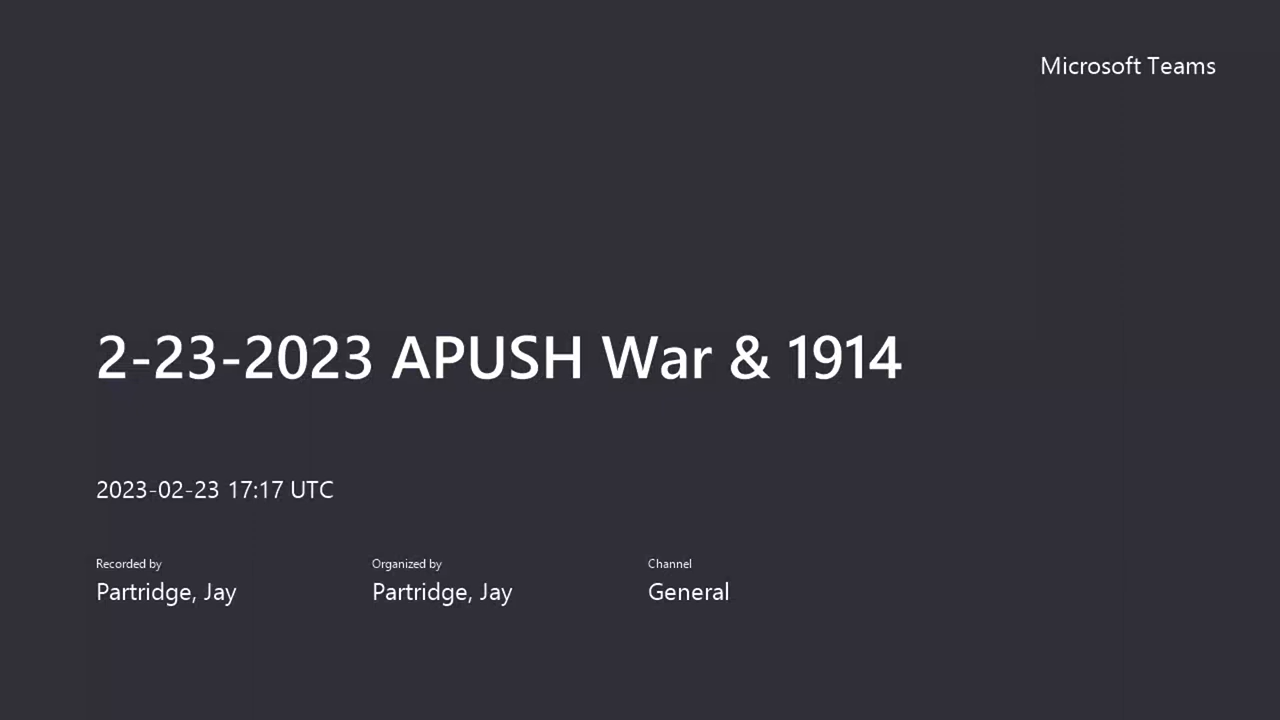 Microsoft Teams
2-23-2023 APUSH War & 1914
2023-02-23 17:17 UTC
Recorded by
Partridge, Jay
Organized by
Partridge, Jay
Channel
General